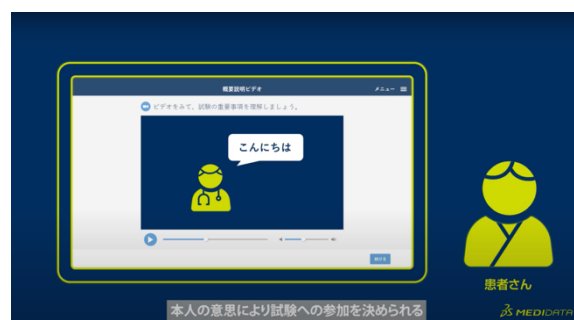 概要説明ビデオ
メニュー
ビデオをみて、試験の重要事項を理解しましょう。
こんにちは
続ける
患者さん
本人の意思により試験への参加を決められる
MEDIDATA